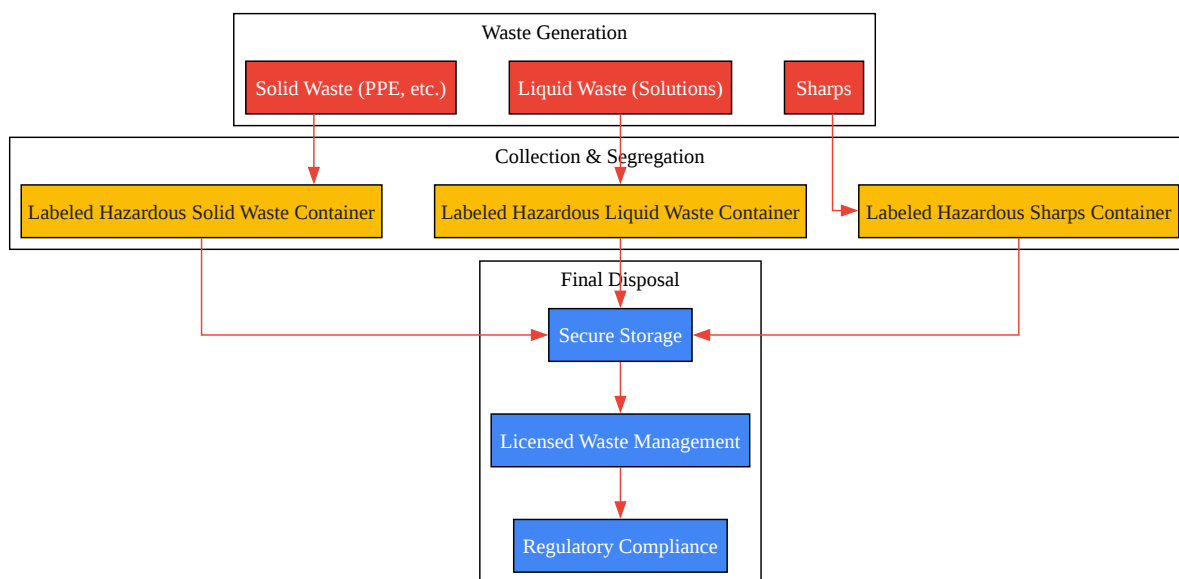 Waste Generation
Solid Waste (PPE, etc.)
Liquid Waste (Solutions)
Sharps
Collection & Segregation
Labeled Hazardous Solid Waste Container
Labeled Hazardous Liquid Waste Container
Labeled Hazardous Sharps Container
Final Disposal
Secure Storage
Licensed Waste Management
Regulatory Compliance